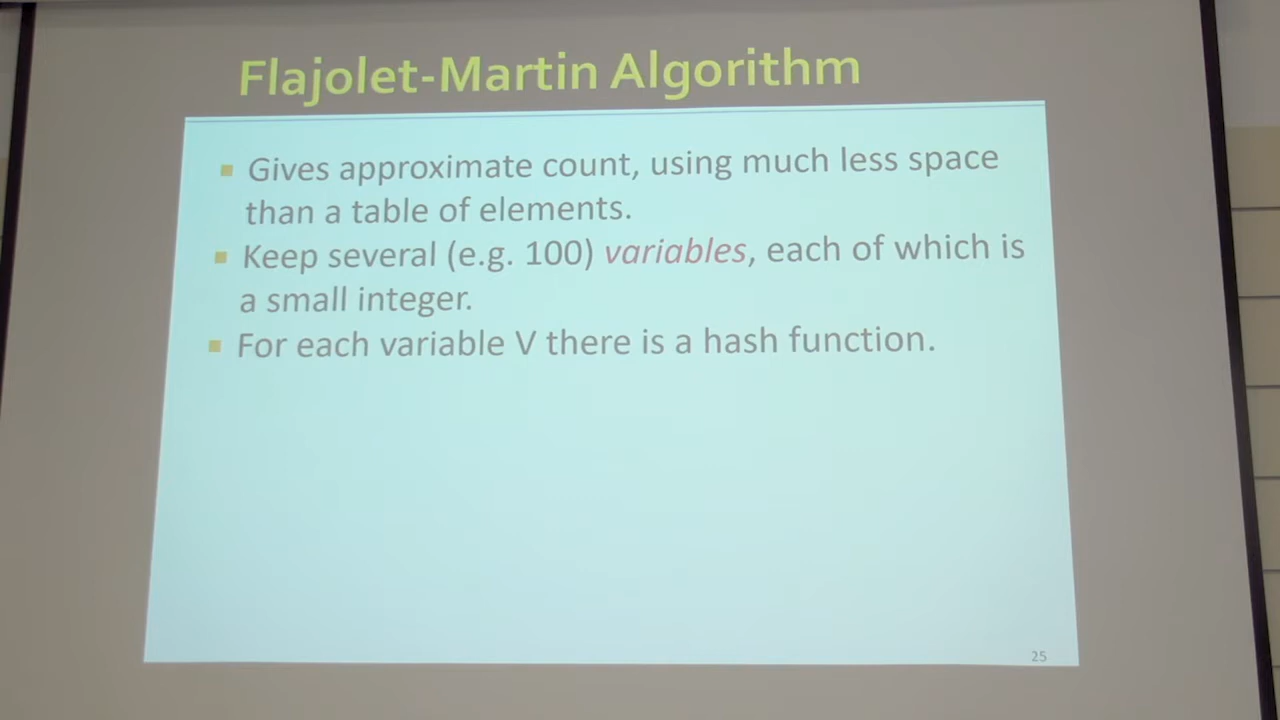 Flajolet-Martin Algorithm
Gives approximate count, using much less space
than a table of elements.
Keep several (e.g. 100) variables, each of which is
a small integer.
For each variable V there is a hash function.
25